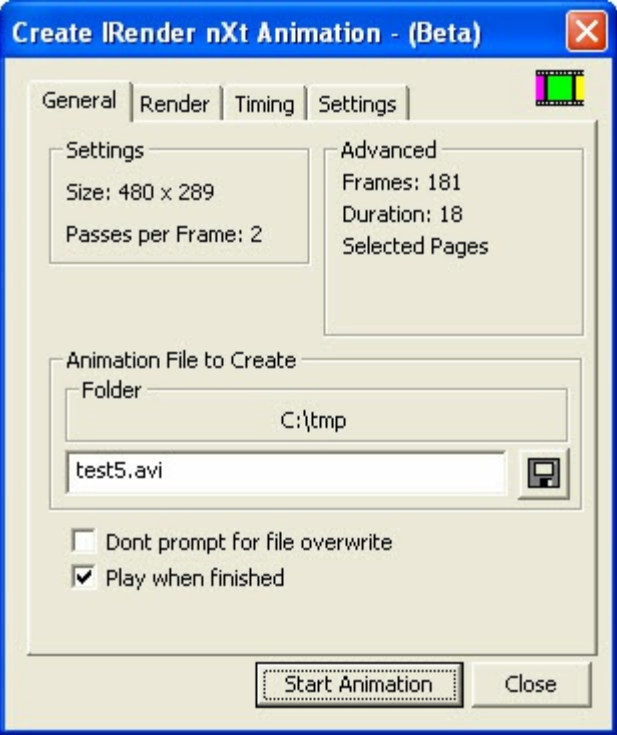 Create IRender nXt Animation - (Beta)
General
Render
Timing
Settings
Settings
Size: 480 x 289
Passes per Frame: 2
Advanced
Frames: 181
Duration: 18
Selected Pages
Animation File to Create
Folder
C:\tmp
test5.avi
Dont prompt for file overwrite
Play when finished
Start Animation
Close